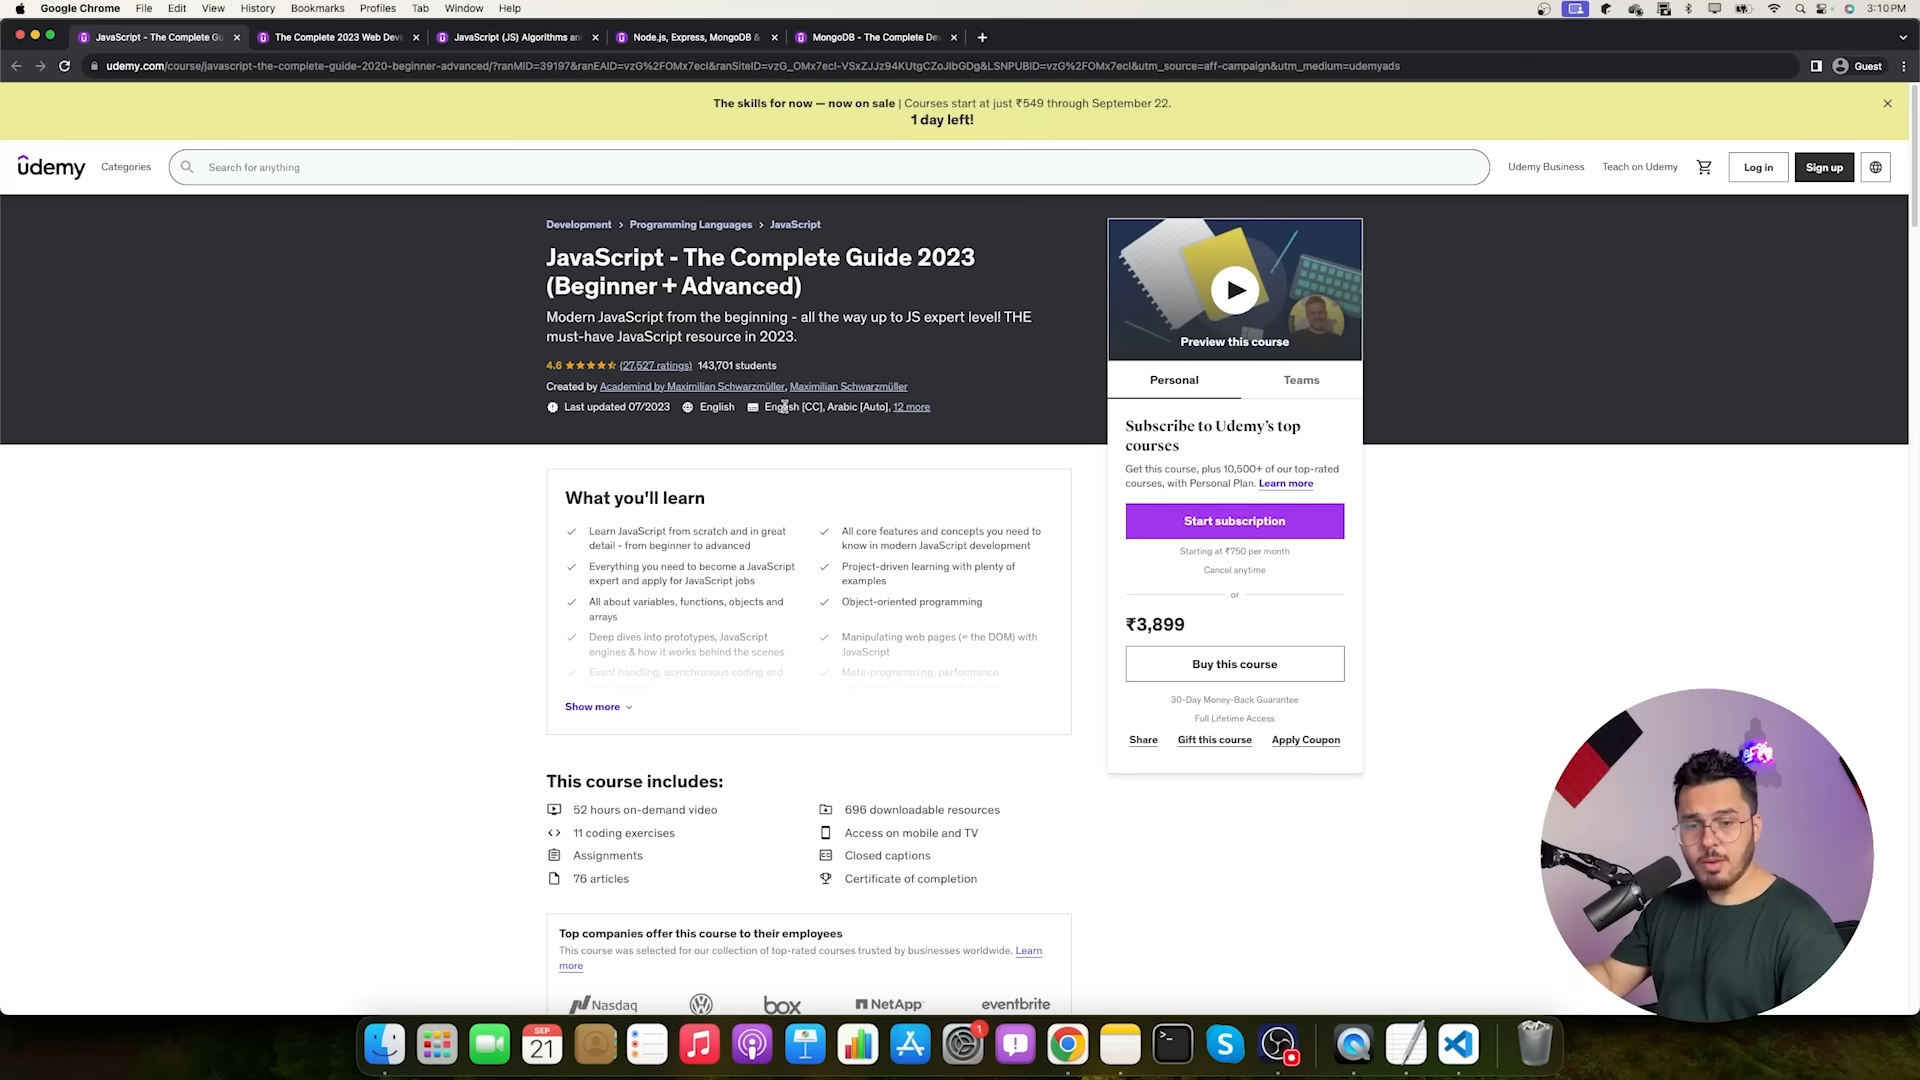 Google Chrome File Edit View History Bookmarks Profiles Tab Window Help 3:10 PM
JavaScript - The Complete Gu
The Complete 2023 Web Deve
JavaScript (JS) Algorithms an
Node.js, Express, MongoDB &
MongoDB - The Complete De
udemy.com/course/javascript-the-complete-guide-2020-beginner-advanced/?ranMID=39197&ranEAID=vzG%2FOMx7ecI&ranSiteID=vzG_OMx7ecI-VSxZJJz94KUtgCZoJlbGDg&LSNPUBID=vzG%2FOMx7ecI&utm_source=aff-campaign&utm_medium=udemyads
Guest
The skills for now — now on sale | Courses start at just ₹549 through September 22.
1 day left!
udemy
Categories
Search for anything
Udemy Business
Teach on Udemy
Log in
Sign up
Development > Programming Languages > JavaScript
JavaScript - The Complete Guide 2023
(Beginner + Advanced)
Modern JavaScript from the beginning - all the way up to JS expert level! THE
must-have JavaScript resource in 2023.
4.6 (27,527 ratings) 143,701 students
Created by Academind by Maximilian Schwarzmüller, Maximilian Schwarzmüller
Last updated 07/2023 English English [CC], Arabic [Auto], 12 more
Preview this course
Personal
Teams
Subscribe to Udemy's top
courses
Get this course, plus 10,500+ of our top-rated
courses, with Personal Plan. Learn more
Start subscription
Starting at ₹750 per month
Cancel anytime
or
₹3,899
Buy this course
30-Day Money-Back Guarantee
Full Lifetime Access
Share
Gift this course
Apply Coupon
What you'll learn
Learn JavaScript from scratch and in great
detail - from beginner to advanced
All core features and concepts you need to
know in modern JavaScript development
Everything you need to become a JavaScript
expert and apply for JavaScript jobs
Project-driven learning with plenty of
examples
All about variables, functions, objects and
arrays
Object-oriented programming
Deep dives into prototypes, JavaScript
engines & how it works behind the scenes
Manipulating web pages (= the DOM) with
JavaScript
Event handling, asynchronous coding and
Meta-programming, performance
Show more
This course includes:
52 hours on-demand video
696 downloadable resources
11 coding exercises
Access on mobile and TV
Assignments
Closed captions
76 articles
Certificate of completion
Top companies offer this course to their employees
This course was selected for our collection of top-rated courses trusted by businesses worldwide. Learn
more
Nasdaq
box
NetApp
eventbrite
SEP
21
1